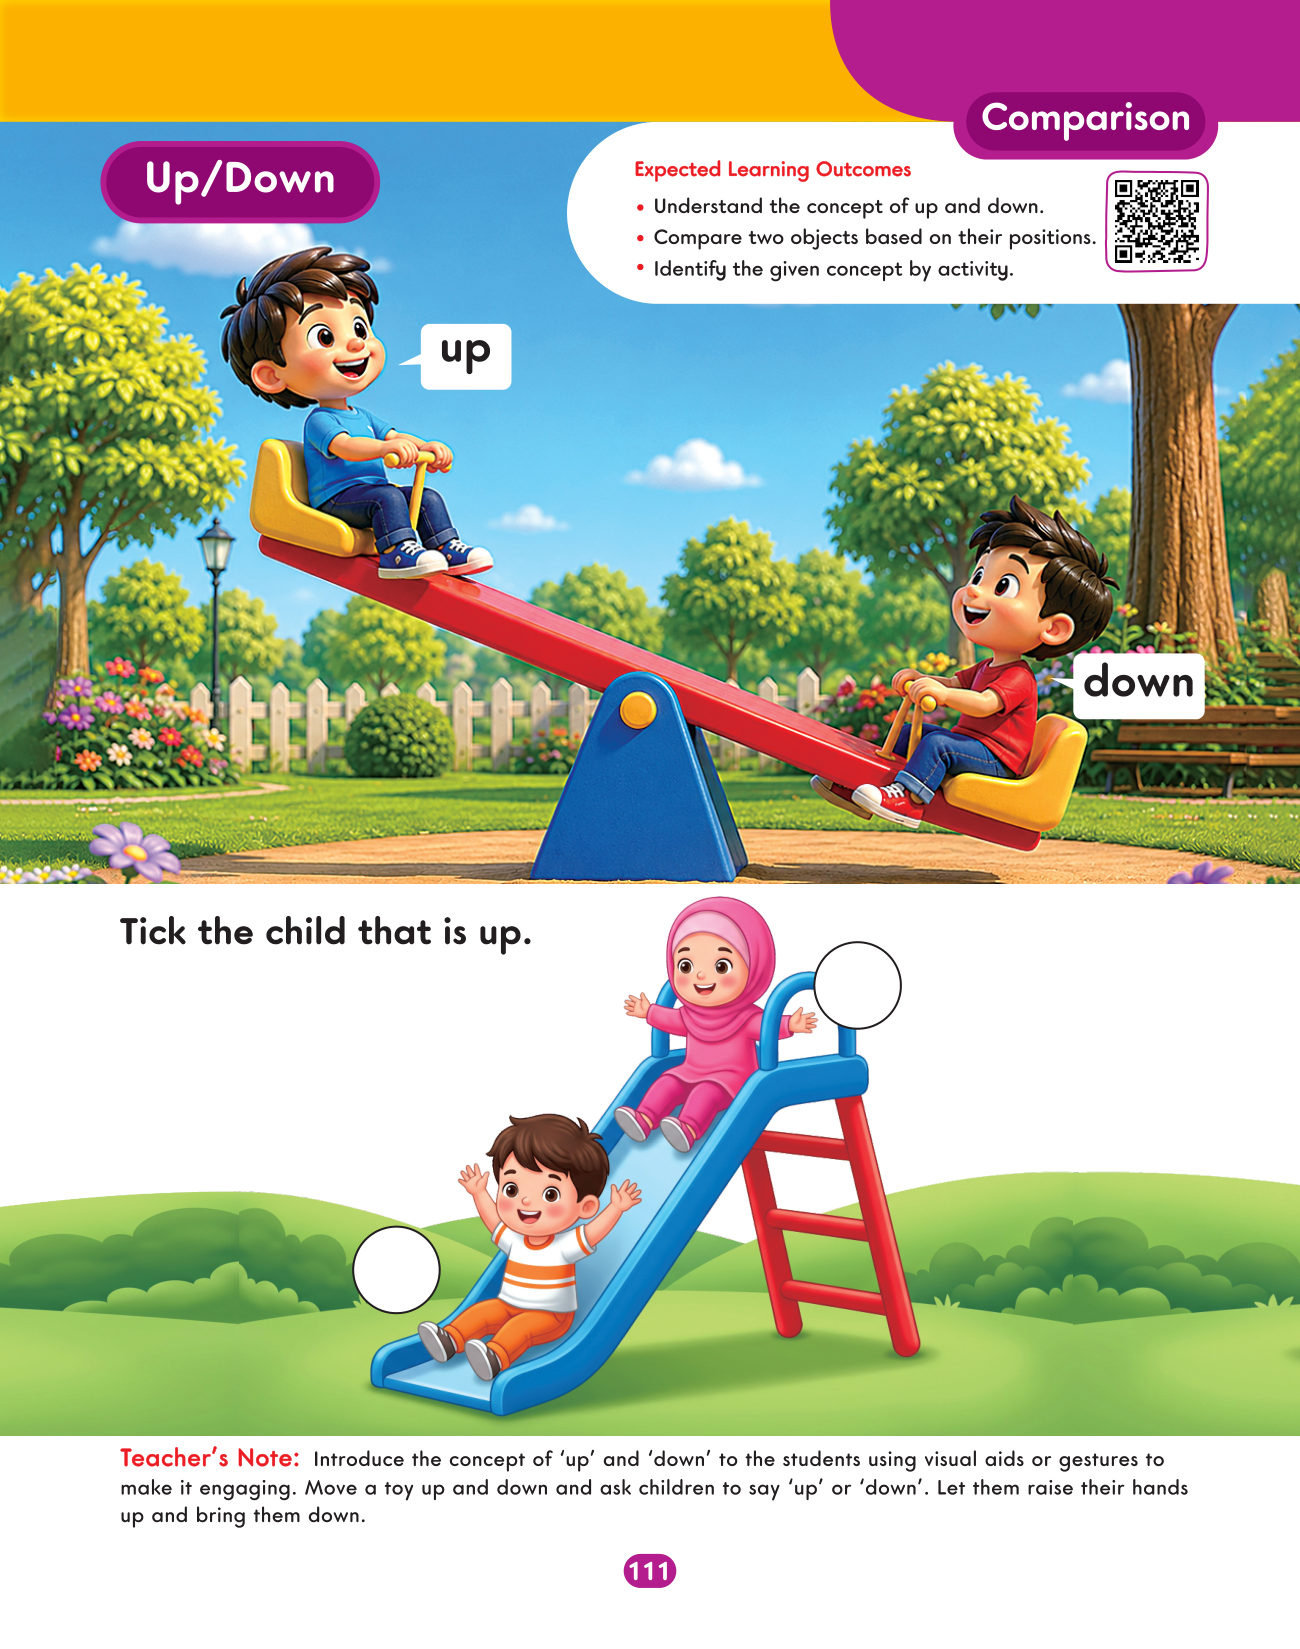 Comparison
Up/Down
Expected Learning Outcomes
• Understand the concept of up and down.
• Compare two objects based on their positions.
• Identify the given concept by activity.
up
down
Tick the child that is up.
Teacher's Note: Introduce the concept of ‘up’ and ‘down’ to the students using visual aids or gestures to
make it engaging. Move a toy up and down and ask children to say ‘up’ or ‘down’. Let them raise their hands
up and bring them down.
111